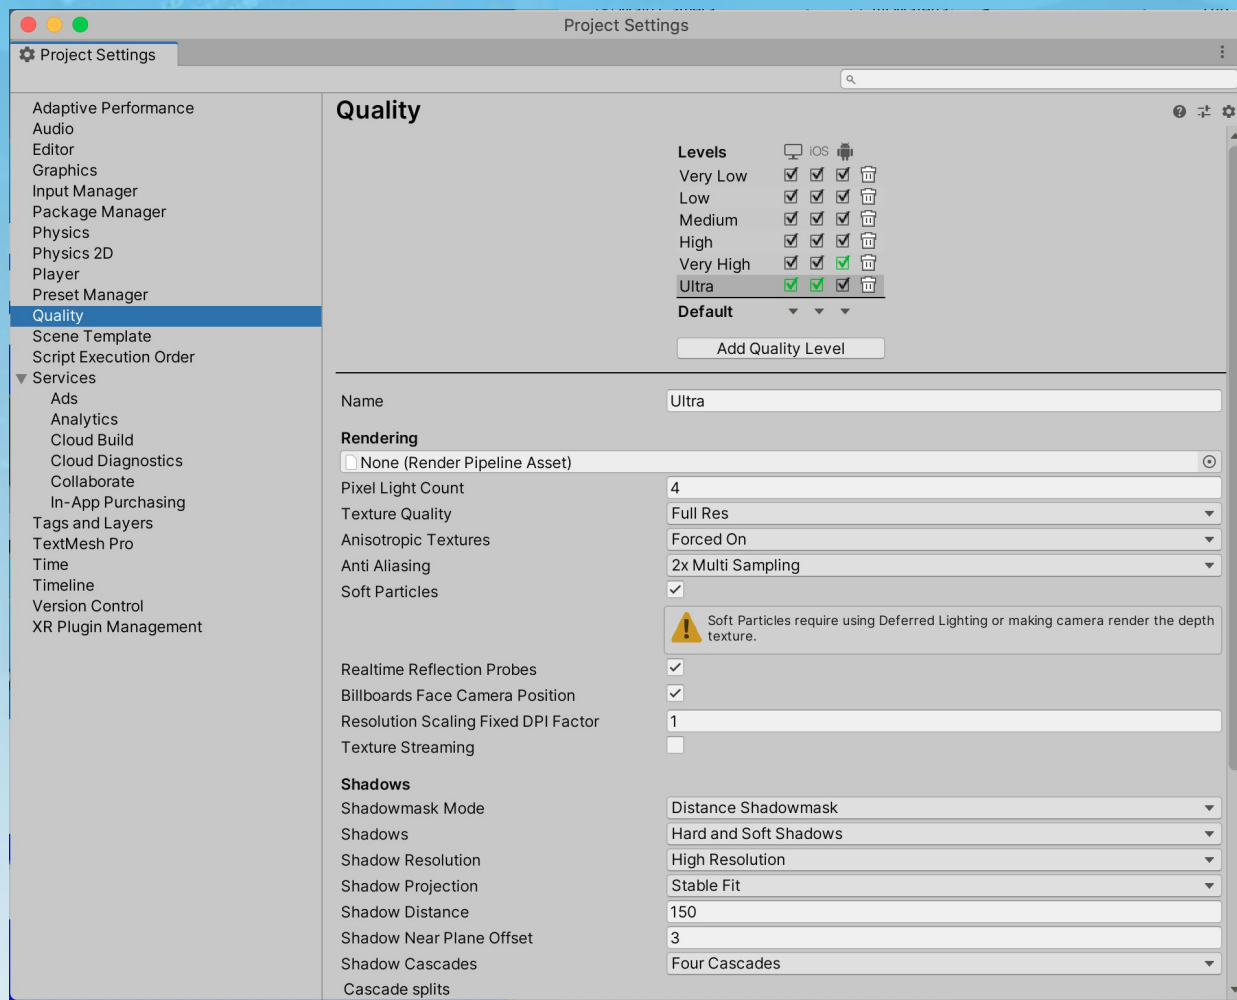 Project Settings
Project Settings
Adaptive Performance
Audio
Editor
Graphics
Input Manager
Package Manager
Physics
Physics 2D
Player
Preset Manager
Quality
Scene Template
Script Execution Order
Services
Ads
Analytics
Cloud Build
Cloud Diagnostics
Collaborate
In-App Purchasing
Tags and Layers
TextMesh Pro
Time
Timeline
Version Control
XR Plugin Management
Quality
Levels iOS
Very Low
Low
Medium
High
Very High
Ultra
Default
Add Quality Level
Name Ultra
Rendering
None (Render Pipeline Asset)
Pixel Light Count 4
Texture Quality Full Res
Anisotropic Textures Forced On
Anti Aliasing 2x Multi Sampling
Soft Particles
Soft Particles require using Deferred Lighting or making camera render the depth
texture.
Realtime Reflection Probes
Billboards Face Camera Position
Resolution Scaling Fixed DPI Factor 1
Texture Streaming
Shadows
Shadowmask Mode Distance Shadowmask
Shadows Hard and Soft Shadows
Shadow Resolution High Resolution
Shadow Projection Stable Fit
Shadow Distance 150
Shadow Near Plane Offset 3
Shadow Cascades Four Cascades
Cascade splits